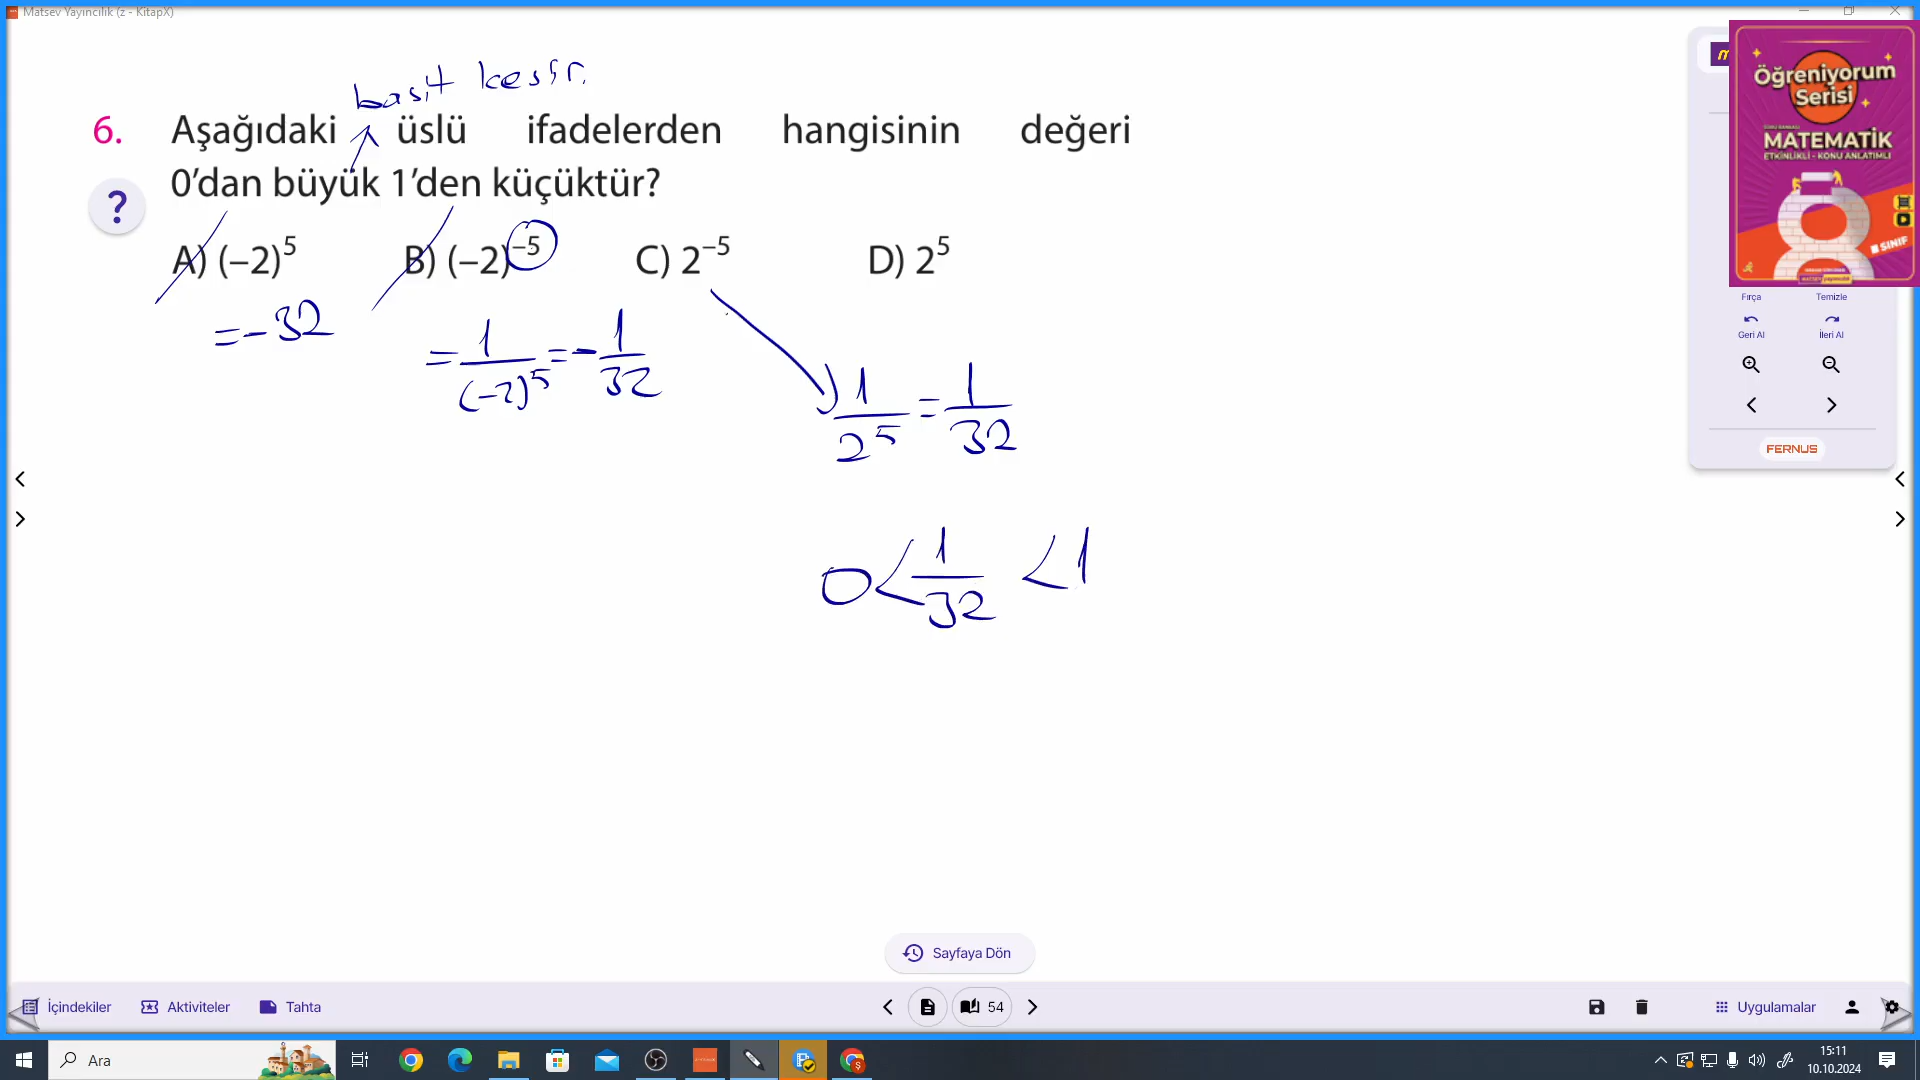 Matsev Yayıncılık (z - KitapX)
basit kesir
6. Aşağıdaki üslü ifadelerden hangisinin değeri
0’dan büyük 1’den küçüktür?
?
A) (–2)^5 B) (–2)^–5 C) 2^–5 D) 2^5
= -32
= 1/(-2)^5 = - 1/32
1/2^5 = 1/32
0 < 1/32 < 1
Öğreniyorum
Serisi
MATEMATİK
ETKİNLİKLİ - KONU ANLATIMLI
8
SINIF
Fırça Temizle
Geri Al İleri Al
FERNUS
Sayfaya Dön
İçindekiler Aktiviteler Tahta 54 Uygulamalar
Ara
15:11
10.10.2024